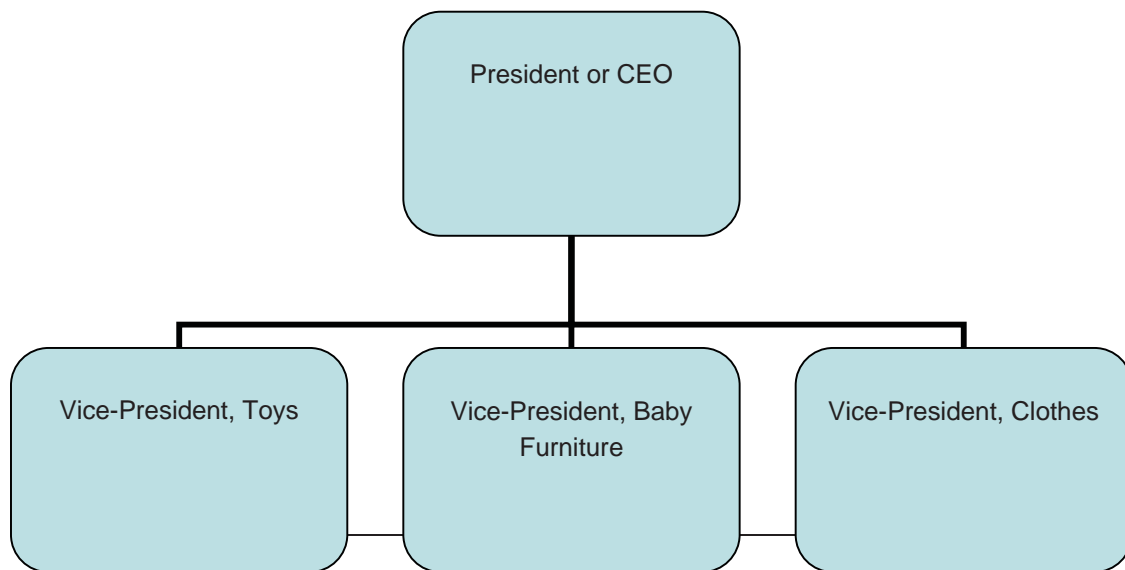 President or CEO
Vice-President, Toys
Vice-President, Baby
Furniture
Vice-President, Clothes